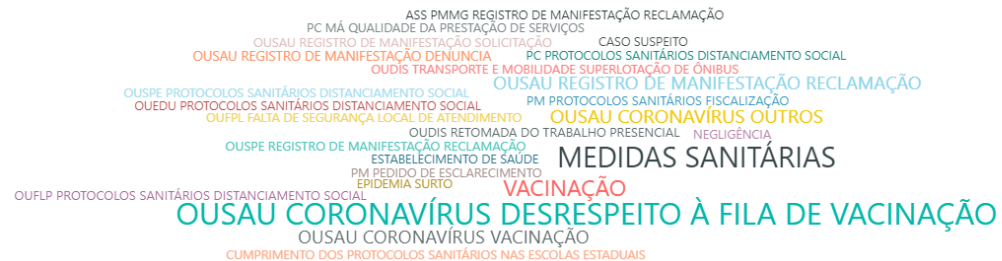 ASS PMMG REGISTRO DE MANIFESTAÇÃO RECLAMAÇÃO
PC MÁ QUALIDADE DA PRESTAÇÃO DE SERVIÇOS
OUSAU REGISTRO DE MANIFESTAÇÃO SOLICITAÇÃO
CASO SUSPEITO
OUSAU REGISTRO DE MANIFESTAÇÃO DENUNCIA
PC PROTOCOLOS SANITÁRIOS DISTANCIAMENTO SOCIAL
OUDIS TRANSPORTE E MOBILIDADE SUPERLOTAÇÃO DE ÔNIBUS
OUSAU REGISTRO DE MANIFESTAÇÃO RECLAMAÇÃO
OUSPE PROTOCOLOS SANITÁRIOS DISTANCIAMENTO SOCIAL
PM PROTOCOLOS SANITÁRIOS FISCALIZAÇÃO
OUEDU PROTOCOLOS SANITÁRIOS DISTANCIAMENTO SOCIAL
OUFPL FALTA DE SEGURANÇA LOCAL DE ATENDIMENTO
OUSAU CORONAVÍRUS OUTROS
OUDIS RETOMADA DO TRABALHO PRESENCIAL
NEGLIGÊNCIA
OUSPE REGISTRO DE MANIFESTAÇÃO RECLAMAÇÃO
ESTABELECIMENTO DE SAÚDE
MEDIDAS SANITÁRIAS
PM PEDIDO DE ESCLARECIMENTO
EPIDEMIA SURTO
VACINAÇÃO
OUFLP PROTOCOLOS SANITÁRIOS DISTANCIAMENTO SOCIAL
OUSAU CORONAVÍRUS DESRESPEITO À FILA DE VACINAÇÃO
OUSAU CORONAVÍRUS VACINAÇÃO
CUMPRIMENTO DOS PROTOCOLOS SANITÁRIOS NAS ESCOLAS ESTADUAIS